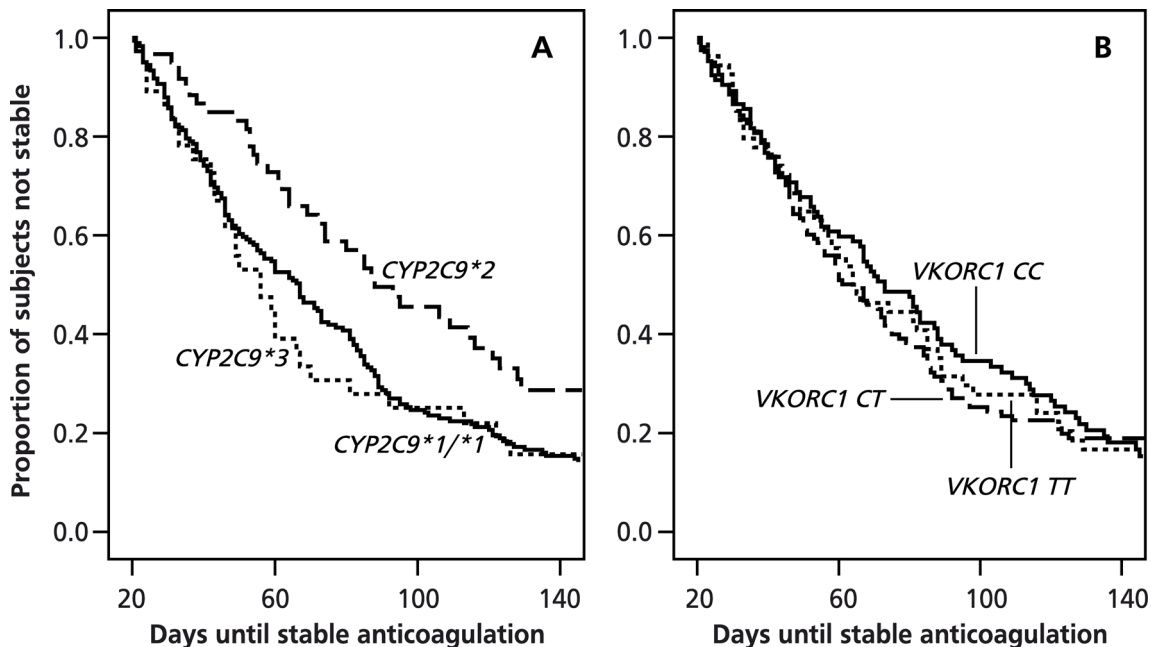 A
B
Proportion of subjects not stable
1.0
0.8
0.6
0.4
0.2
0.0
CYP2C9*2
CYP2C9*3
CYP2C9*1/*1
20 60 100 140
Days until stable anticoagulation
1.0
0.8
0.6
0.4
0.2
0.0
VKORC1 CC
VKORC1 CT
VKORC1 TT
20 60 100 140
Days until stable anticoagulation